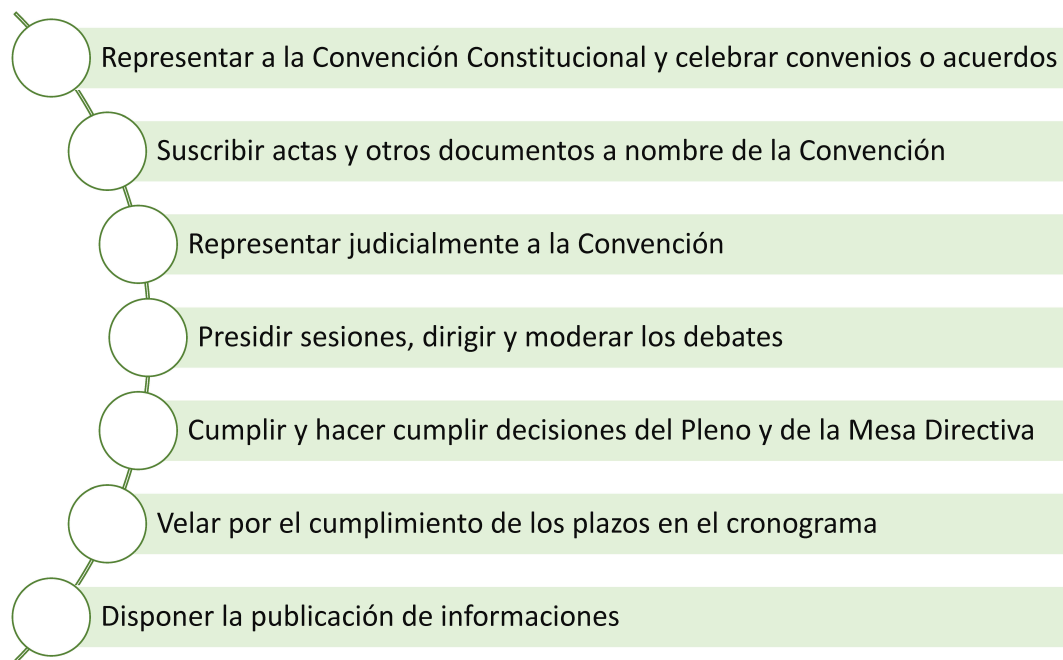 Representar a la Convención Constitucional y celebrar convenios o acuerdos
Suscribir actas y otros documentos a nombre de la Convención
Representar judicialmente a la Convención
Presidir sesiones, dirigir y moderar los debates
Cumplir y hacer cumplir decisiones del Pleno y de la Mesa Directiva
Velar por el cumplimiento de los plazos en el cronograma
Disponer la publicación de informaciones